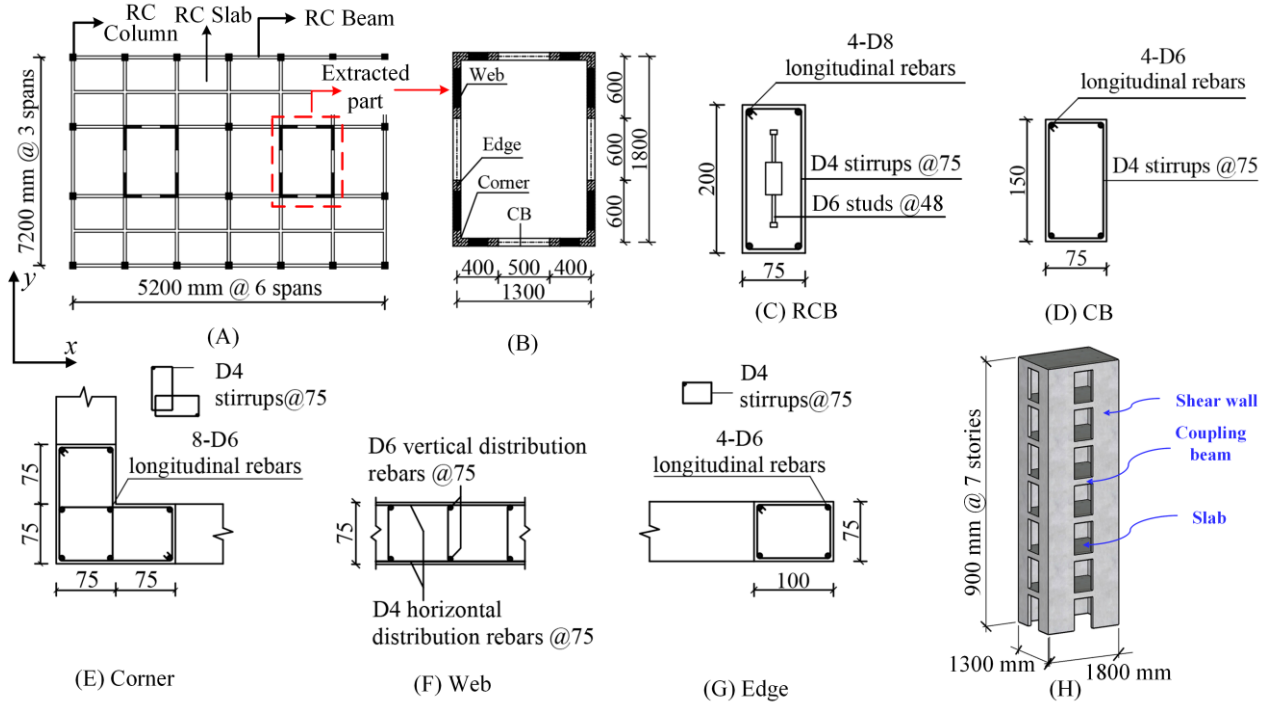 RC
Column
RC Slab
RC Beam
Extracted
part
7200 mm @ 3 spans
5200 mm @ 6 spans
y
x
(A)
Web
Edge
Corner
CB
600
600
600
1800
400
500
400
1300
(B)
4-D8
longitudinal rebars
D4 stirrups @75
D6 studs @48
200
75
(C) RCB
4-D6
longitudinal rebars
D4 stirrups @75
150
75
(D) CB
D4
stirrups@75
8-D6
longitudinal rebars
75
75
75
75
(E) Corner
D6 vertical distribution
rebars @75
75
D4 horizontal
distribution rebars @75
(F) Web
D4
stirrups@75
4-D6
longitudinal rebars
75
100
(G) Edge
900 mm @ 7 stories
Shear wall
Coupling
beam
Slab
1300 mm
1800 mm
(H)